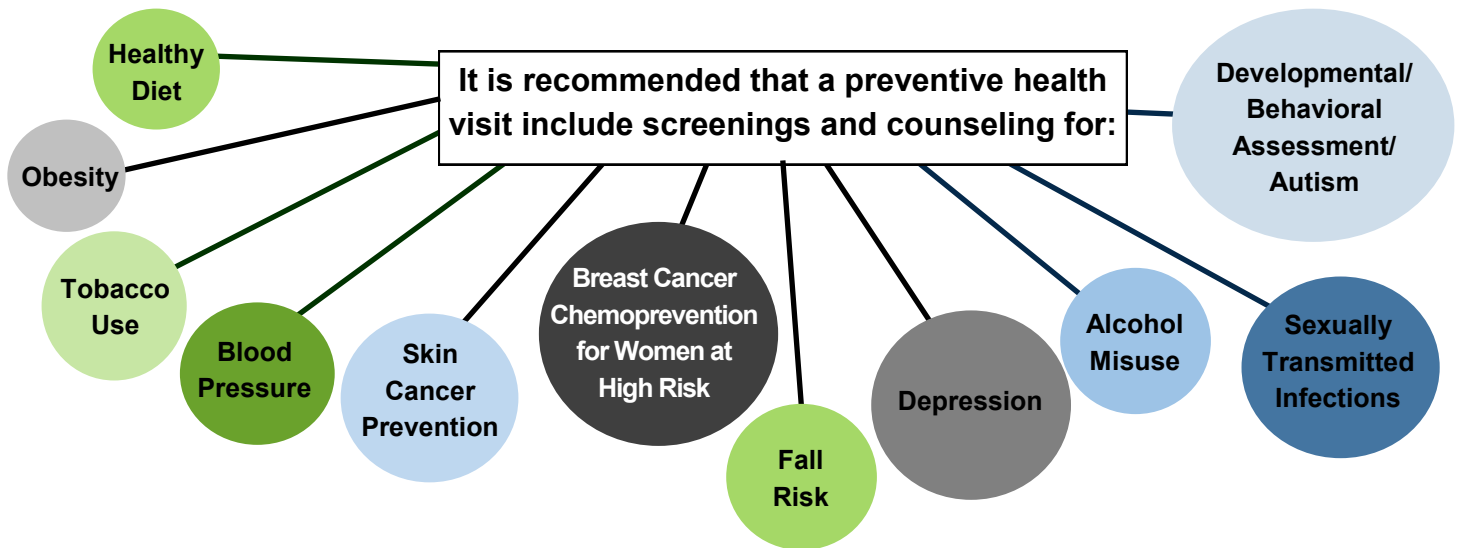 It is recommended that a preventive health
visit include screenings and counseling for:
Healthy
Diet
Obesity
Tobacco
Use
Blood
Pressure
Skin
Cancer
Prevention
Breast Cancer
Chemoprevention
for Women at
High Risk
Fall
Risk
Depression
Alcohol
Misuse
Sexually
Transmitted
Infections
Developmental/
Behavioral
Assessment/
Autism